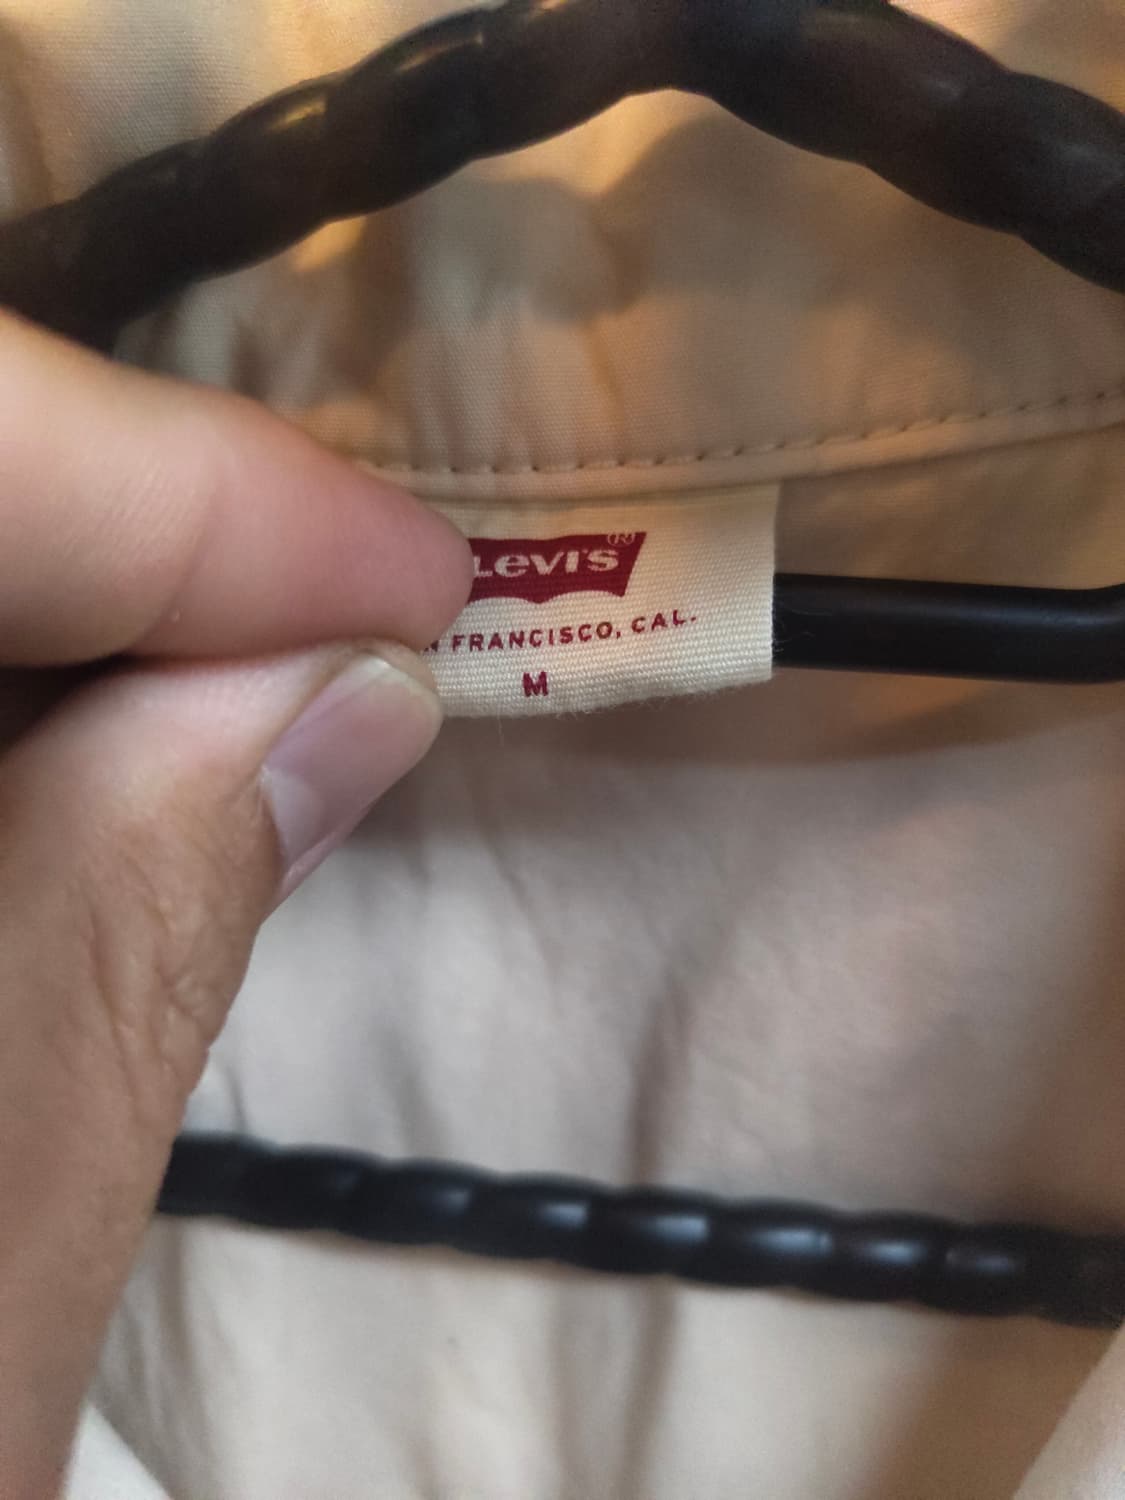 Levi's ®
FRANCISCO, CAL.
M